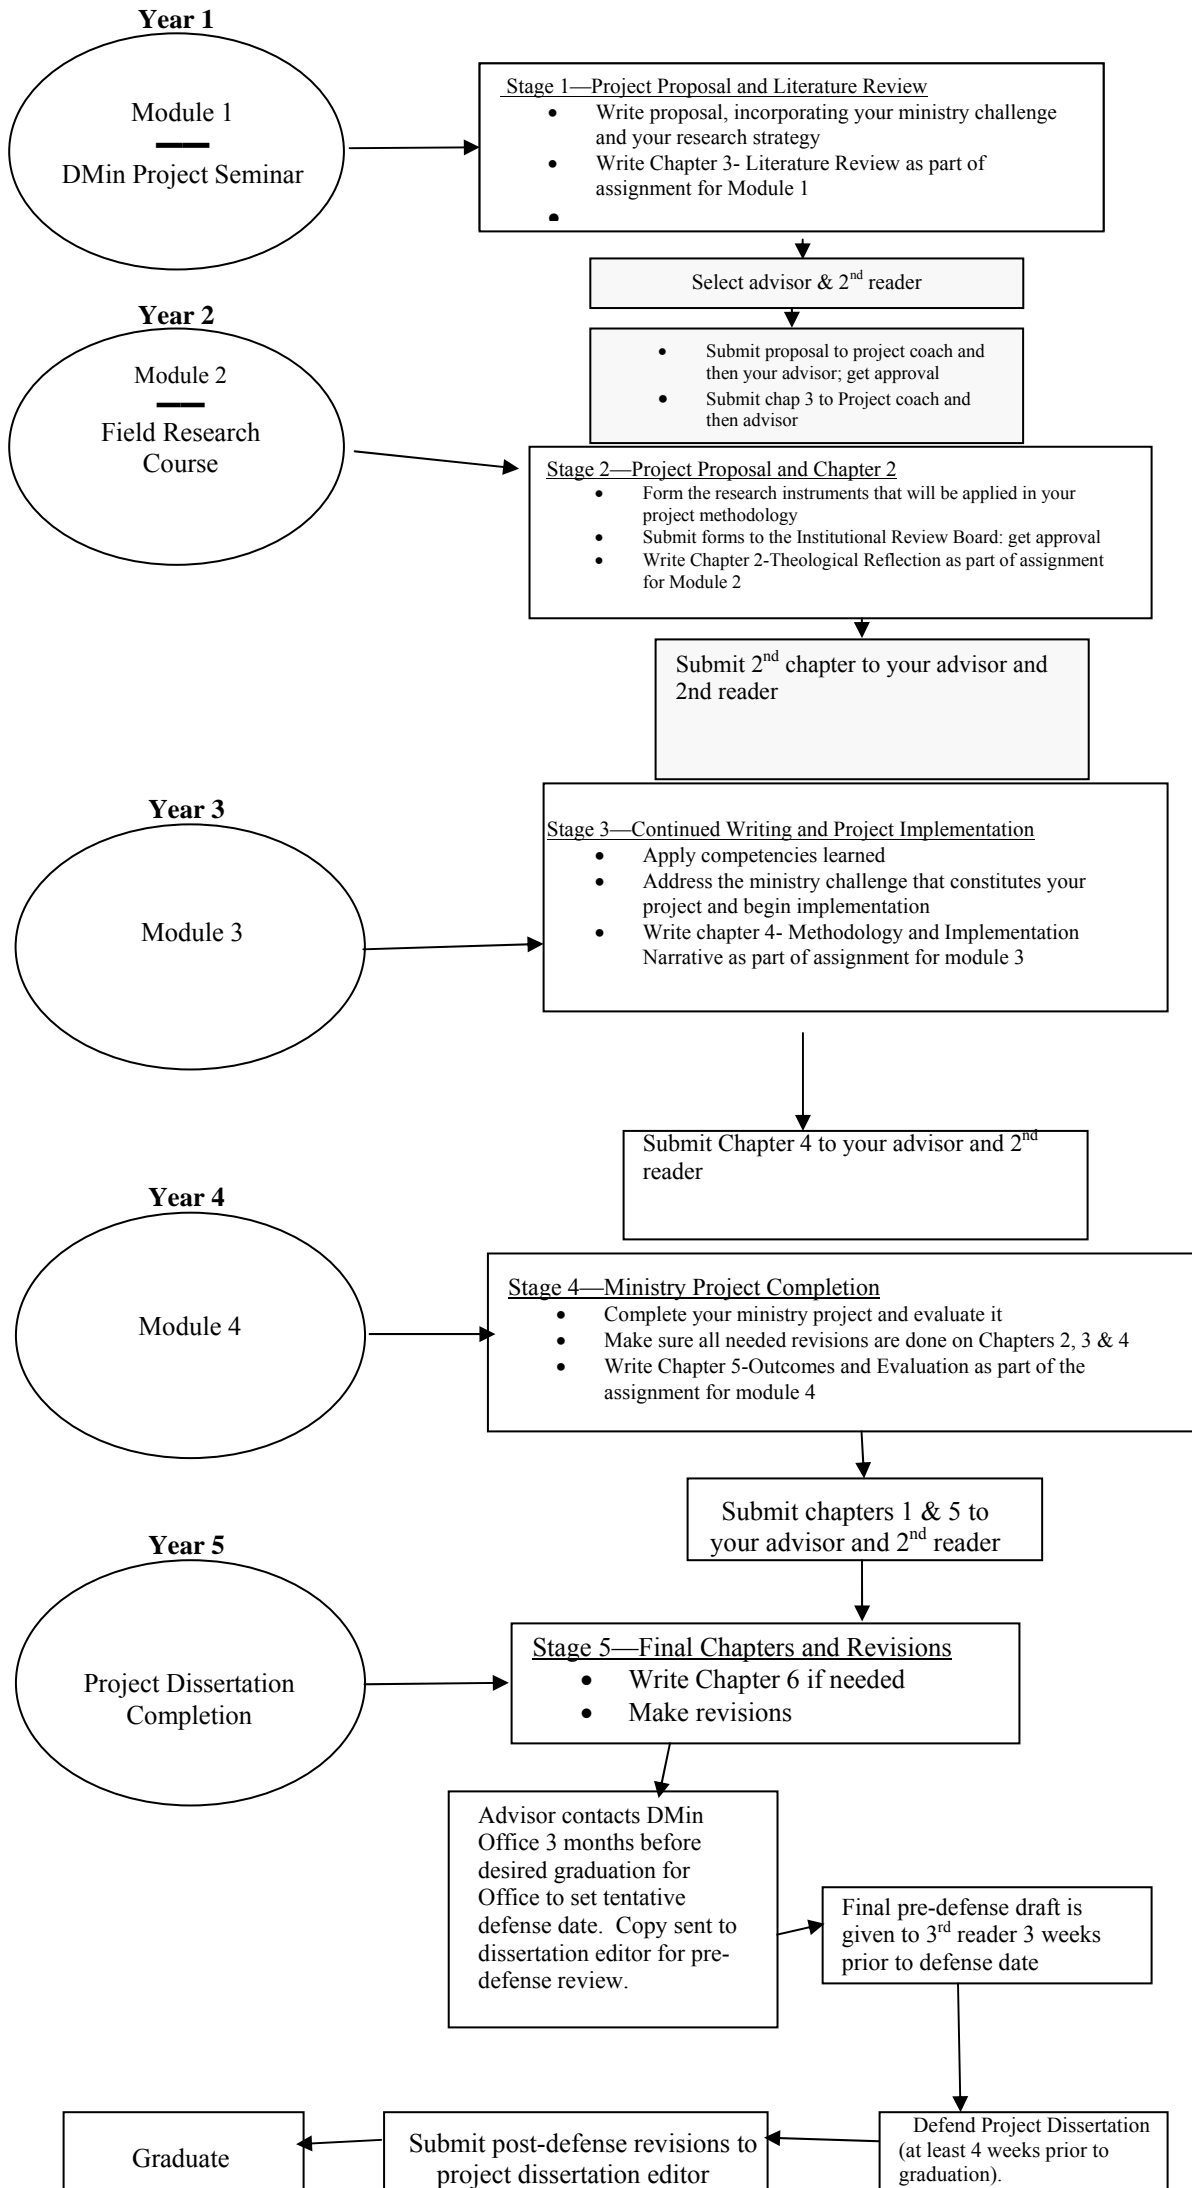 Year 1
Module 1
DMin Project Seminar
Stage 1—Project Proposal and Literature Review
• Write proposal, incorporating your ministry challenge
and your research strategy
• Write Chapter 3- Literature Review as part of
assignment for Module 1
•
Select advisor & 2nd reader
• Submit proposal to project coach and
then your advisor; get approval
• Submit chap 3 to Project coach and
then advisor
Year 2
Module 2
Field Research
Course
Stage 2—Project Proposal and Chapter 2
• Form the research instruments that will be applied in your
project methodology
• Submit forms to the Institutional Review Board: get approval
• Write Chapter 2-Theological Reflection as part of assignment
for Module 2
Submit 2nd chapter to your advisor and
2nd reader
Year 3
Module 3
Stage 3—Continued Writing and Project Implementation
• Apply competencies learned
• Address the ministry challenge that constitutes your
project and begin implementation
• Write chapter 4- Methodology and Implementation
Narrative as part of assignment for module 3
Submit Chapter 4 to your advisor and 2nd
reader
Year 4
Module 4
Stage 4—Ministry Project Completion
• Complete your ministry project and evaluate it
• Make sure all needed revisions are done on Chapters 2, 3 & 4
• Write Chapter 5-Outcomes and Evaluation as part of the
assignment for module 4
Submit chapters 1 & 5 to
your advisor and 2nd reader
Year 5
Project Dissertation
Completion
Stage 5—Final Chapters and Revisions
• Write Chapter 6 if needed
• Make revisions
Advisor contacts DMin
Office 3 months before
desired graduation for
Office to set tentative
defense date.  Copy sent to
dissertation editor for pre-
defense review.
Final pre-defense draft is
given to 3rd reader 3 weeks
prior to defense date
Defend Project Dissertation
(at least 4 weeks prior to
graduation).
Submit post-defense revisions to
project dissertation editor
Graduate